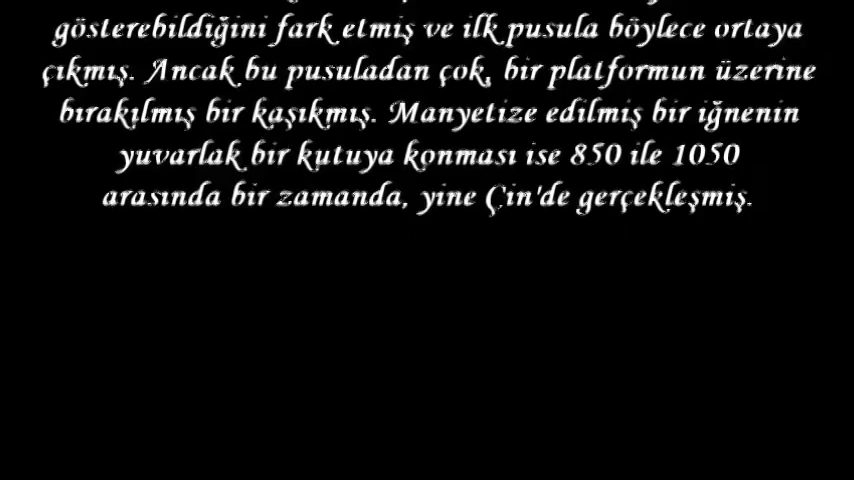 gösterebildiğini fark etmiş ve ilk pusula böylece ortaya
çıkmış. Ancak bu pusuladan çok, bir platformun üzerine
bırakılmış bir kaşıkmış. Manyetize edilmiş bir iğnenin
yuvarlak bir kutuya konması ise 850 ile 1050
arasında bir zamanda, yine Çin'de gerçekleşmiş.